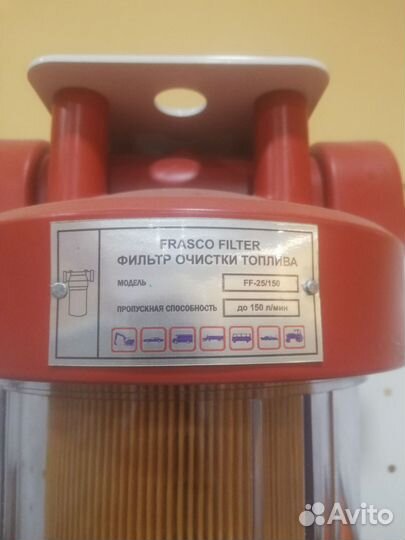 FRASCO FILTER
ФИЛЬТР ОЧИСТКИ ТОПЛИВА
МОДЕЛЬ FF-25/150
ПРОПУСКНАЯ СПОСОБНОСТЬ до 150 л/мин
Avito